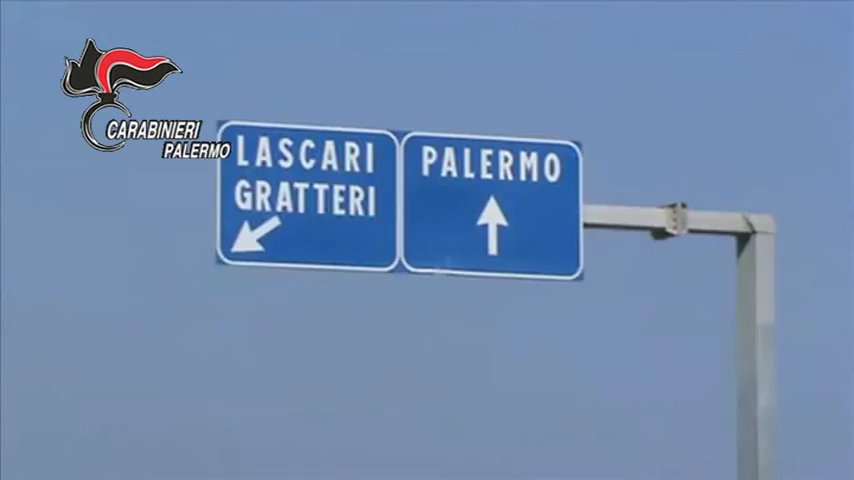 CARABINIERI
PALERMO
LASCARI
GRATTERI
PALERMO